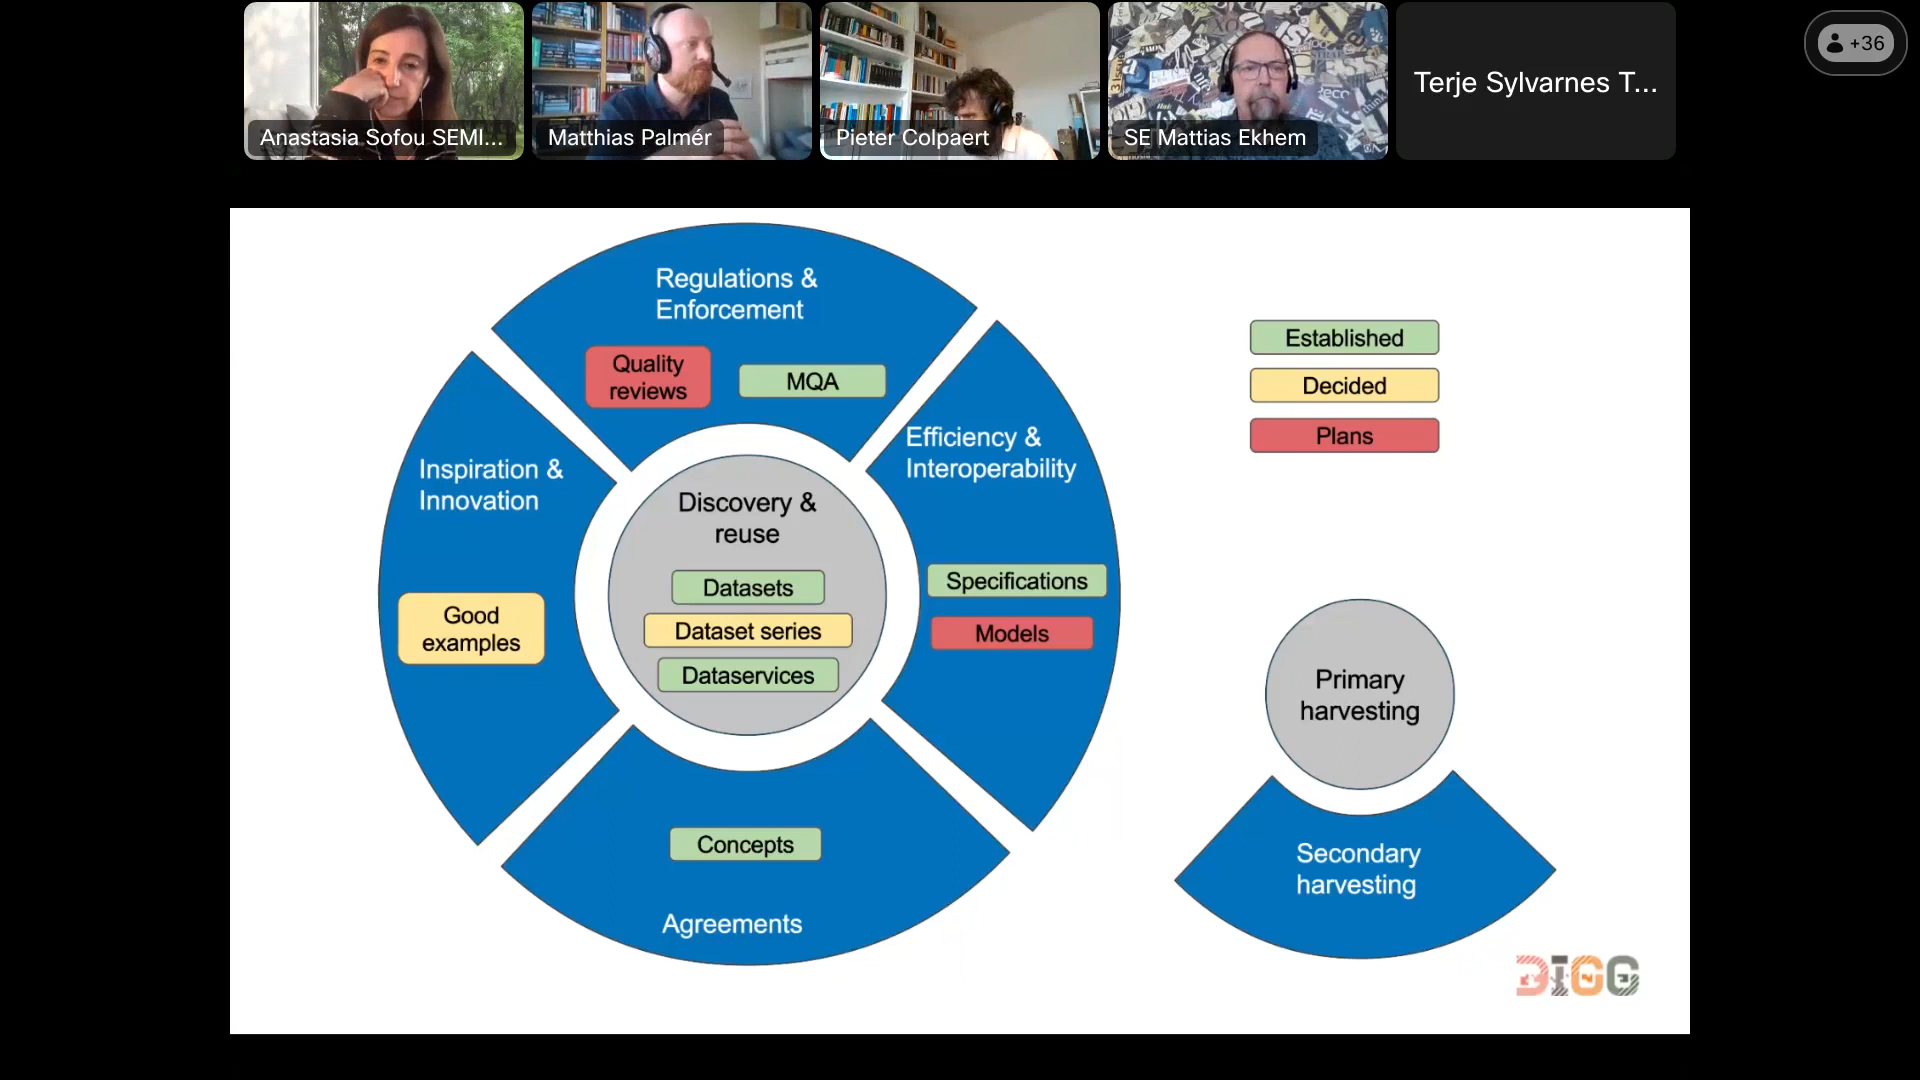 Anastasia Sofou SEMI...
Matthias Palmér
Pieter Colpaert
SE Mattias Ekhem
Terje Sylvarnes T...
+36
Regulations &
Enforcement
Quality
reviews
MQA
Efficiency &
Interoperability
Specifications
Models
Inspiration &
Innovation
Good
examples
Discovery &
reuse
Datasets
Dataset series
Dataservices
Concepts
Agreements
Established
Decided
Plans
Primary
harvesting
Secondary
harvesting
DIGG